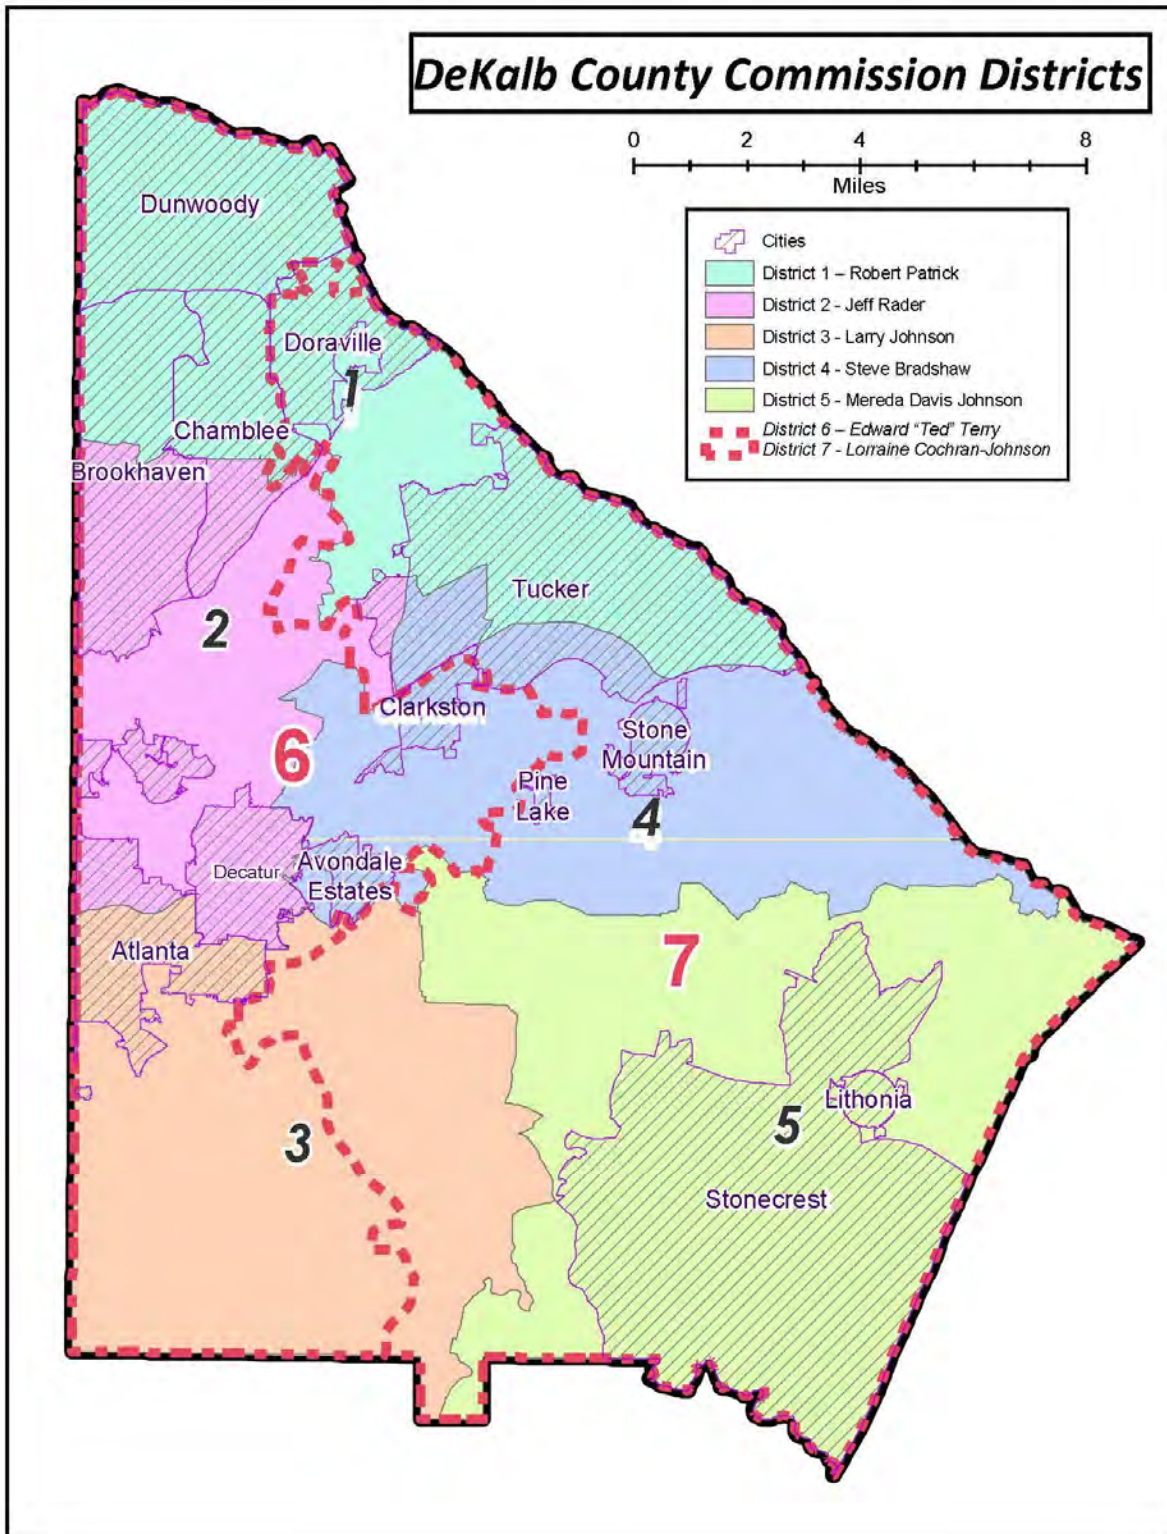 DeKalb County Commission Districts
0 2 4 8
Miles
Cities
District 1 – Robert Patrick
District 2 - Jeff Rader
District 3 - Larry Johnson
District 4 - Steve Bradshaw
District 5 - Mereda Davis Johnson
District 6 – Edward "Ted" Terry
District 7 - Lorraine Cochran-Johnson
Dunwoody
Doraville
1
Chamblee
Brookhaven
Tucker
2
Clarkston
6
Stone
Mountain
Pine
Lake
4
Avondale
Estates
Decatur
Atlanta
7
Lithonia
5
3
Stonecrest